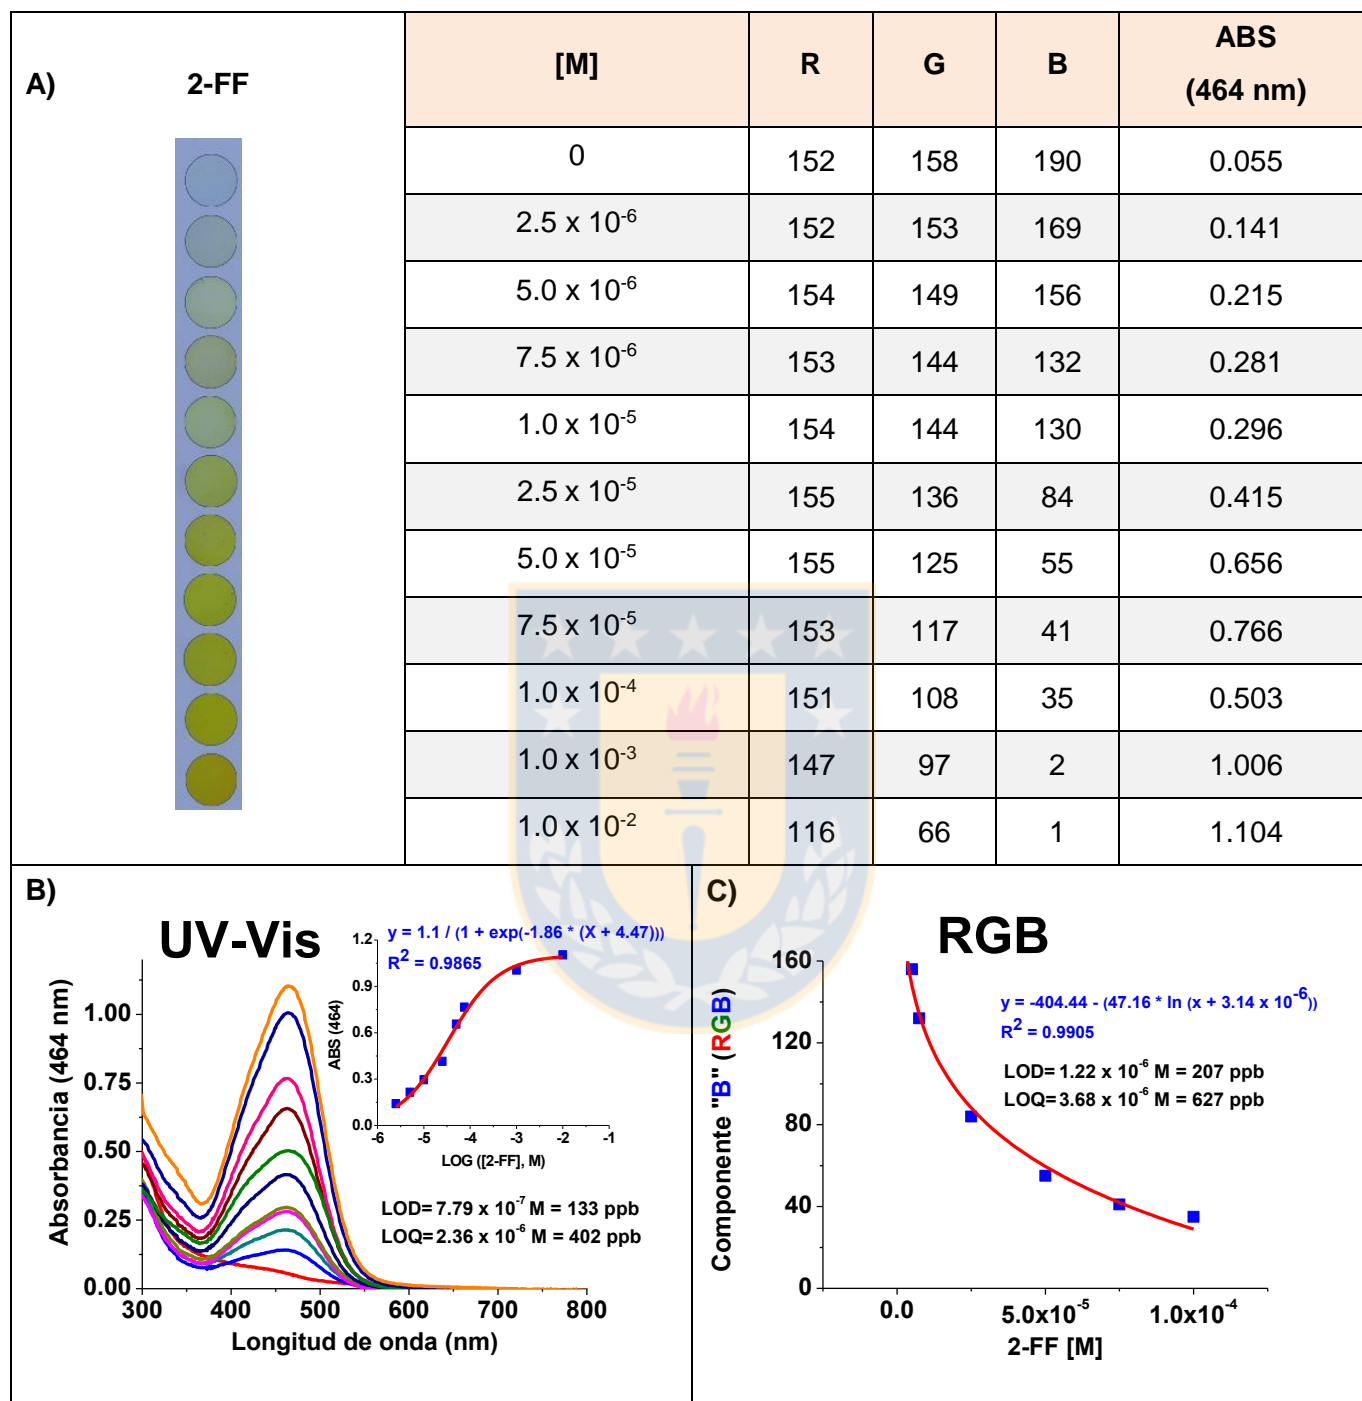 A) 2-FF
[M] R G B ABS (464 nm)
0 152 158 190 0.055
2.5 x 10⁻⁶ 152 153 169 0.141
5.0 x 10⁻⁶ 154 149 156 0.215
7.5 x 10⁻⁶ 153 144 132 0.281
1.0 x 10⁻⁵ 154 144 130 0.296
2.5 x 10⁻⁵ 155 136 84 0.415
5.0 x 10⁻⁵ 155 125 55 0.656
7.5 x 10⁻⁵ 153 117 41 0.766
1.0 x 10⁻⁴ 151 108 35 0.503
1.0 x 10⁻³ 147 97 2 1.006
1.0 x 10⁻² 116 66 1 1.104
B)
UV-Vis
y = 1.1 / (1 + exp(-1.86 * (X + 4.47)))
R² = 0.9865
ABS (464)
1.2
0.9
0.6
0.3
0.0
-6 -5 -4 -3 -2 -1
LOG ([2-FF], M)
LOD= 7.79 x 10⁻⁷ M = 133 ppb
LOQ= 2.36 x 10⁻⁶ M = 402 ppb
Absorbancia (464 nm)
1.00
0.75
0.50
0.25
0.00
300 400 500 600 700 800
Longitud de onda (nm)
C)
RGB
y = -404.44 - (47.16 * ln (x + 3.14 x 10⁻⁶))
R² = 0.9905
LOD= 1.22 x 10⁻⁶ M = 207 ppb
LOQ= 3.68 x 10⁻⁶ M = 627 ppb
Componente "B" (RGB)
160
120
80
40
0
0.0 5.0x10⁻⁵ 1.0x10⁻⁴
2-FF [M]